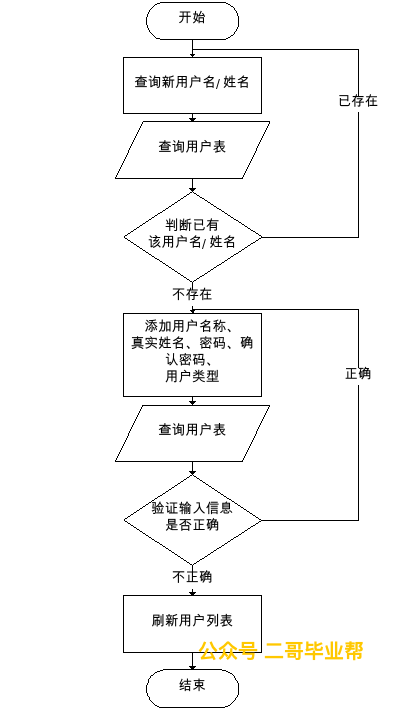 开始
查询新用户名/姓名
已存在
查询用户表
判断已有
该用户名/姓名
不存在
添加用户名称、
真实姓名、密码、确
认密码、
用户类型
正确
查询用户表
验证输入信息
是否正确
不正确
刷新用户列表
公众号 二哥毕业帮
结束